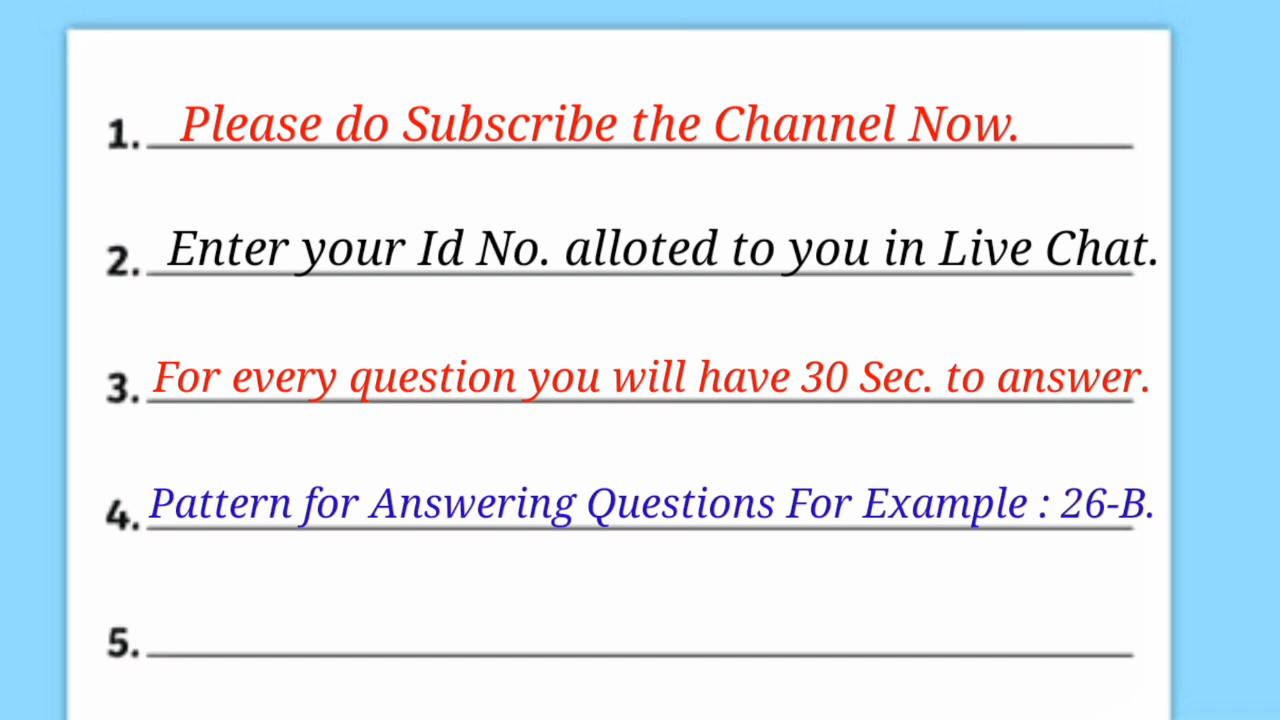 1. Please do Subscribe the Channel Now.
2. Enter your Id No. alloted to you in Live Chat.
3. For every question you will have 30 Sec. to answer.
4. Pattern for Answering Questions For Example : 26-B.
5.